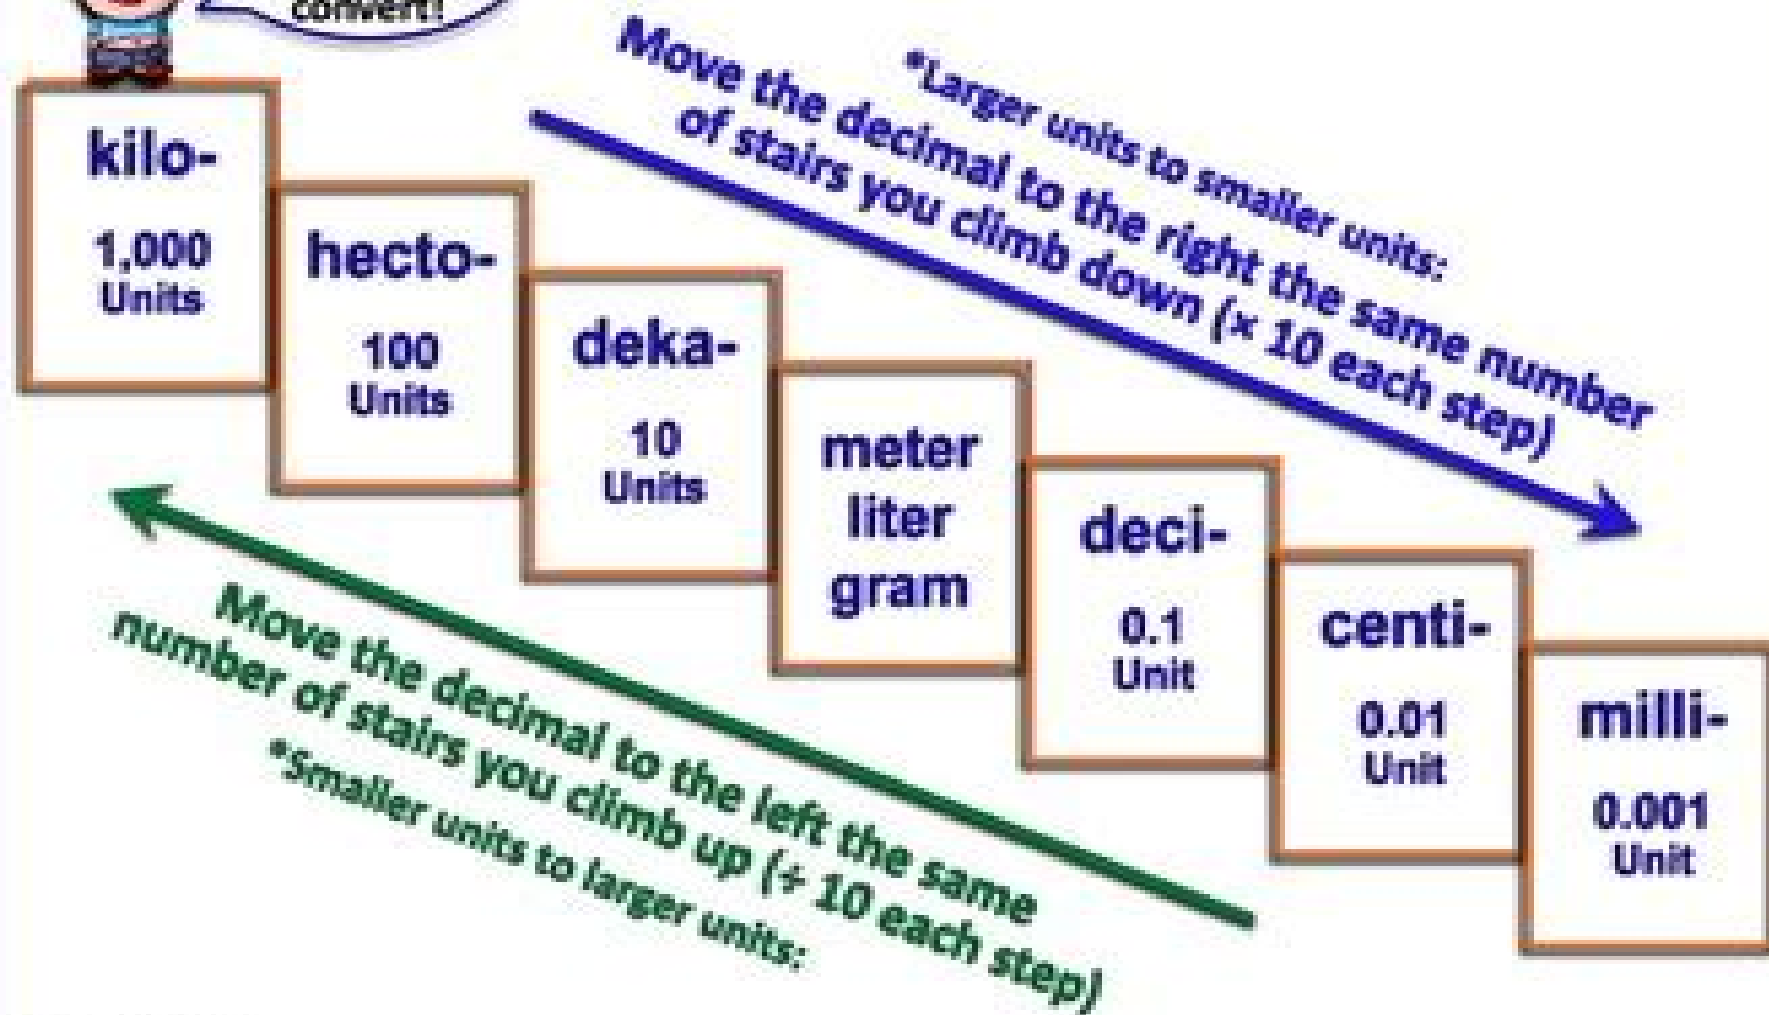 convert!
*Larger units to smaller units:
Move the decimal to the right the same number
of stairs you climb down (x 10 each step)
kilo-
1,000
Units
hecto-
100
Units
deka-
10
Units
meter
liter
gram
deci-
0.1
Unit
centi-
0.01
Unit
milli-
0.001
Unit
Move the decimal to the left the same
number of stairs you climb up (÷ 10 each step)
*Smaller units to larger units: